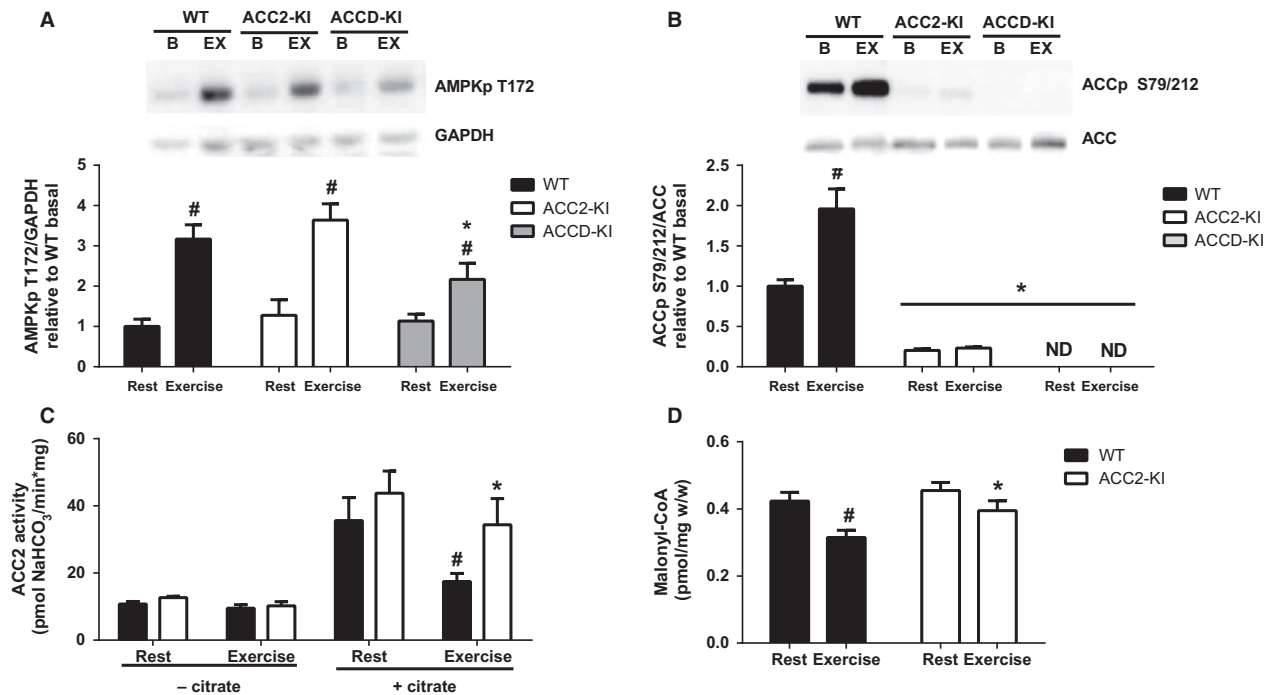 A
WT ACC2-KI ACCD-KI
B EX B EX B EX
AMPKp T172
GAPDH
AMPKp T172/GAPDH
relative to WT basal
5
4
3
2
1
0
# # *
#
WT
ACC2-KI
ACCD-KI
Rest Exercise Rest Exercise Rest Exercise
B
WT ACC2-KI ACCD-KI
B EX B EX B EX
ACCp S79/212
ACC
ACCp S79/212/ACC
relative to WT basal
2.5
2.0
1.5
1.0
0.5
0.0
#
*
ND ND
WT
ACC2-KI
ACCD-KI
Rest Exercise Rest Exercise Rest Exercise
C
ACC2 activity
(pmol NaHCO3/min*mg)
60
40
20
0
# *
Rest Exercise Rest Exercise
– citrate + citrate
D
Malonyl-CoA
(pmol/mg w/w)
0.6
0.4
0.2
0.0
# *
WT
ACC2-KI
Rest Exercise Rest Exercise